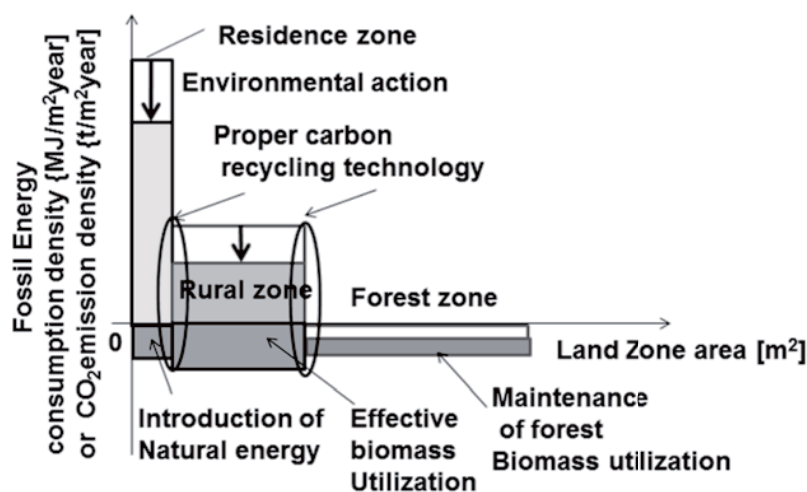 Fossil Energy
consumption density {MJ/m²year]
or CO₂emission density {t/m²year]
Residence zone
Environmental action
Proper carbon
recycling technology
Rural zone
Forest zone
0
Land Zone area [m²]
Introduction of
Natural energy
Effective
biomass
Utilization
Maintenance
of forest
Biomass utilization